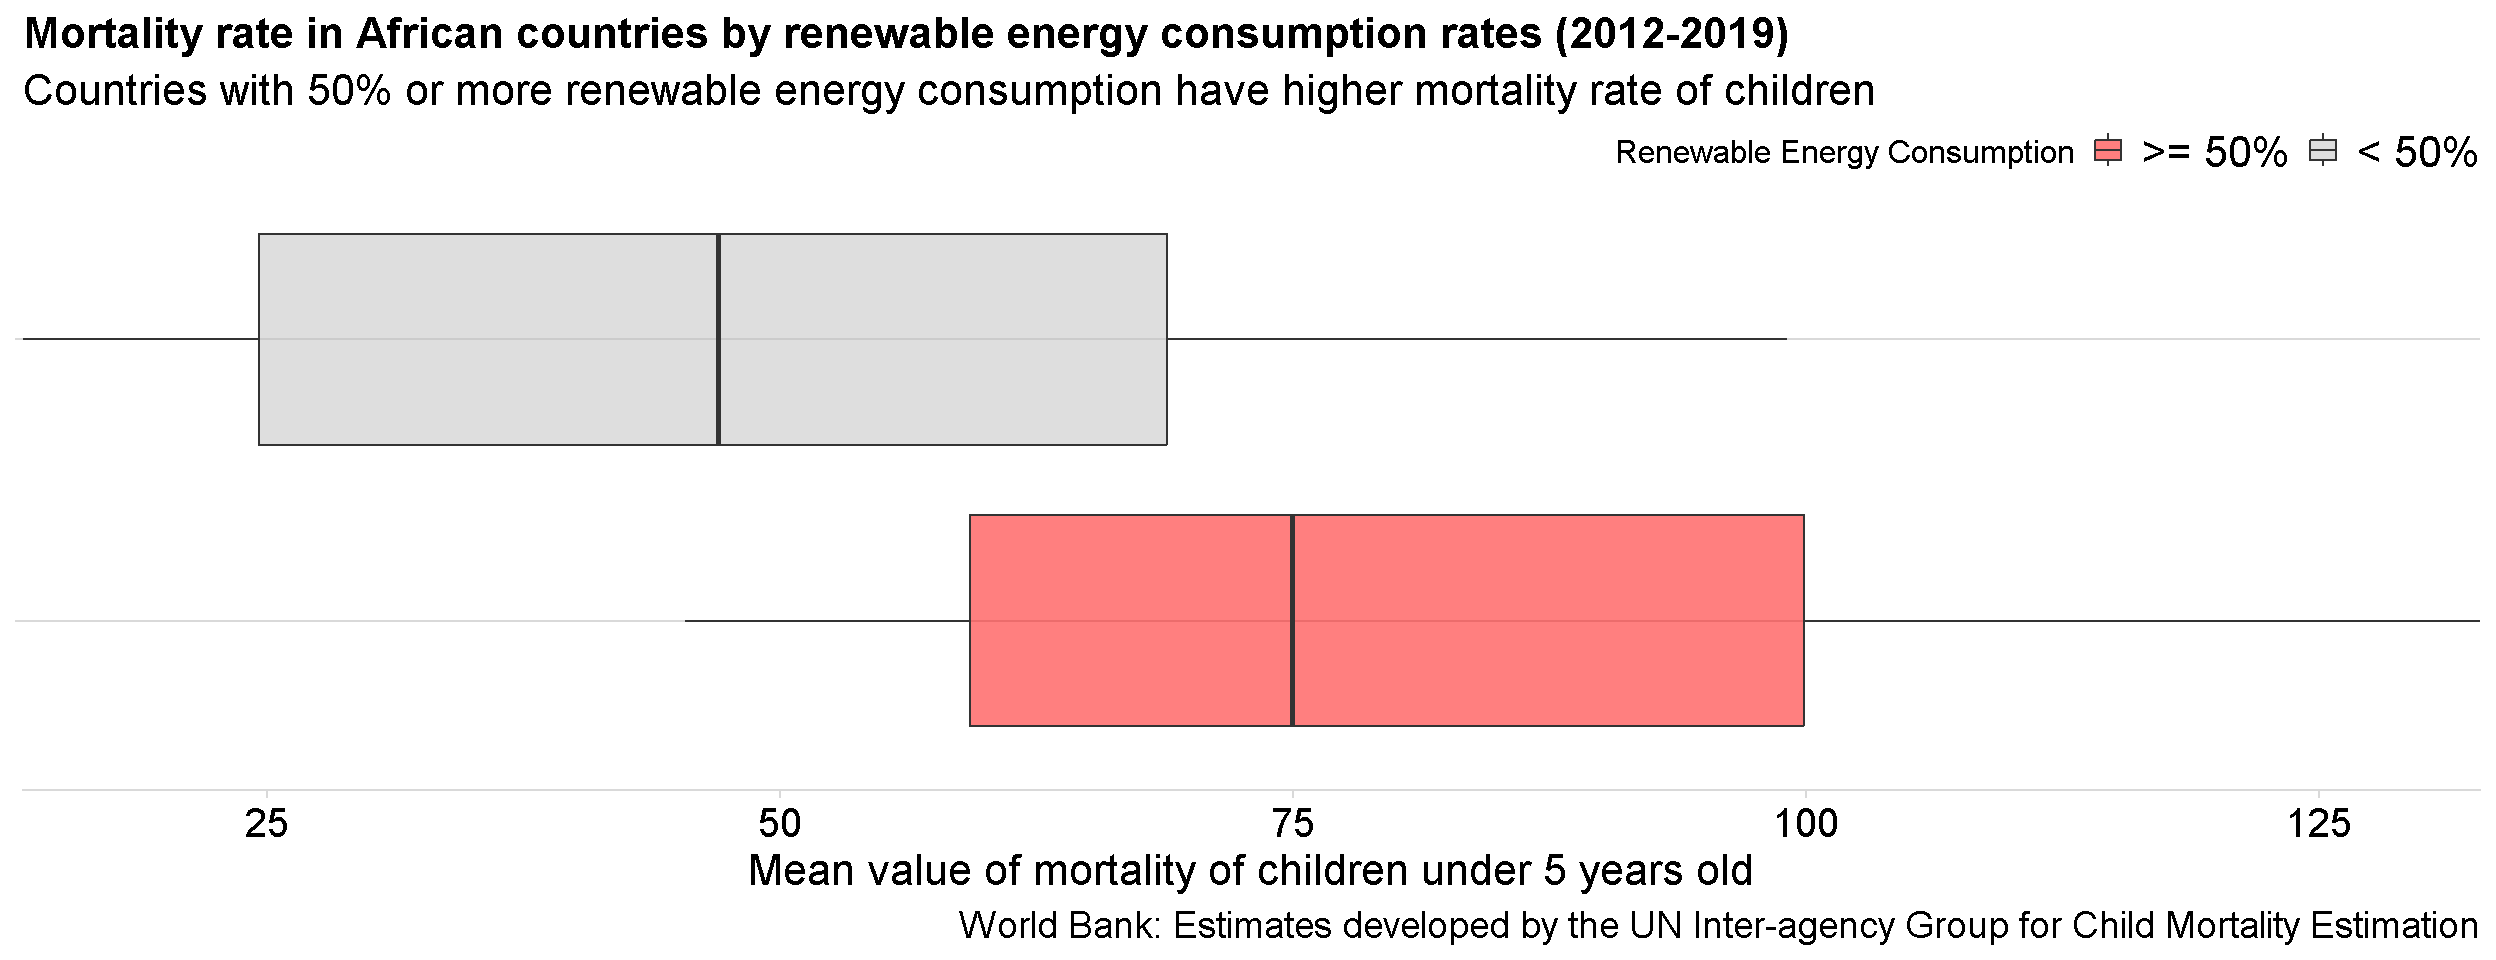 Mortality rate in African countries by renewable energy consumption rates (2012-2019)
Countries with 50% or more renewable energy consumption have higher mortality rate of children
Renewable Energy Consumption >= 50% < 50%
25 50 75 100 125
Mean value of mortality of children under 5 years old
World Bank: Estimates developed by the UN Inter-agency Group for Child Mortality Estimation